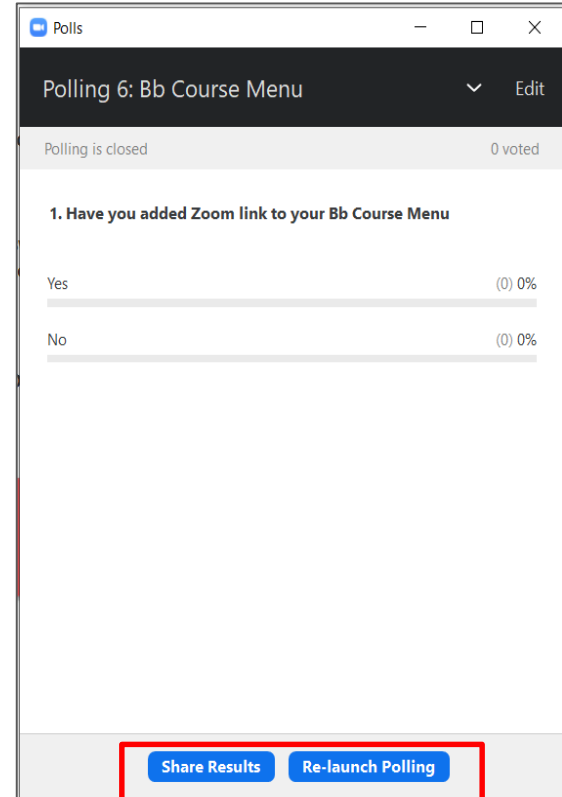 Polls
Polling 6: Bb Course Menu Edit
Polling is closed 0 voted
1. Have you added Zoom link to your Bb Course Menu
Yes (0) 0%
No (0) 0%
Share Results Re-launch Polling